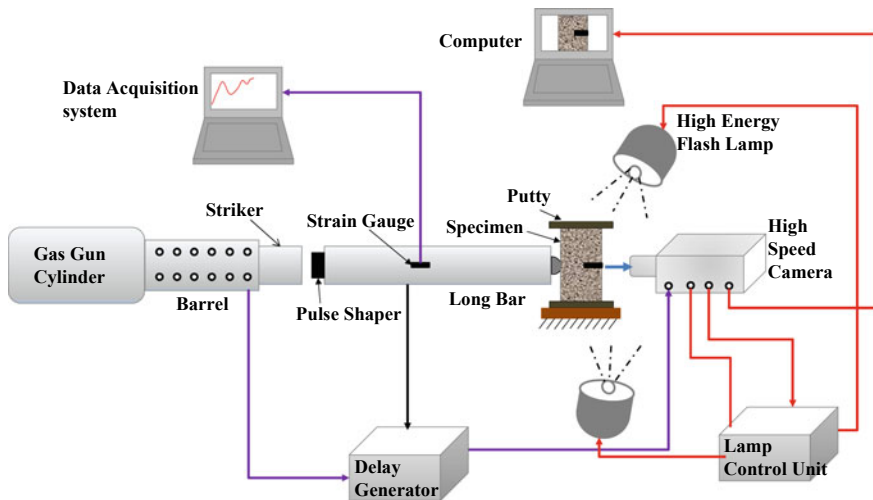 Computer
Data Acquisition
system
High Energy
Flash Lamp
Putty
Striker
Strain Gauge
Specimen
High
Speed
Camera
Gas Gun
Cylinder
Barrel
Pulse Shaper
Long Bar
Delay
Generator
Lamp
Control Unit